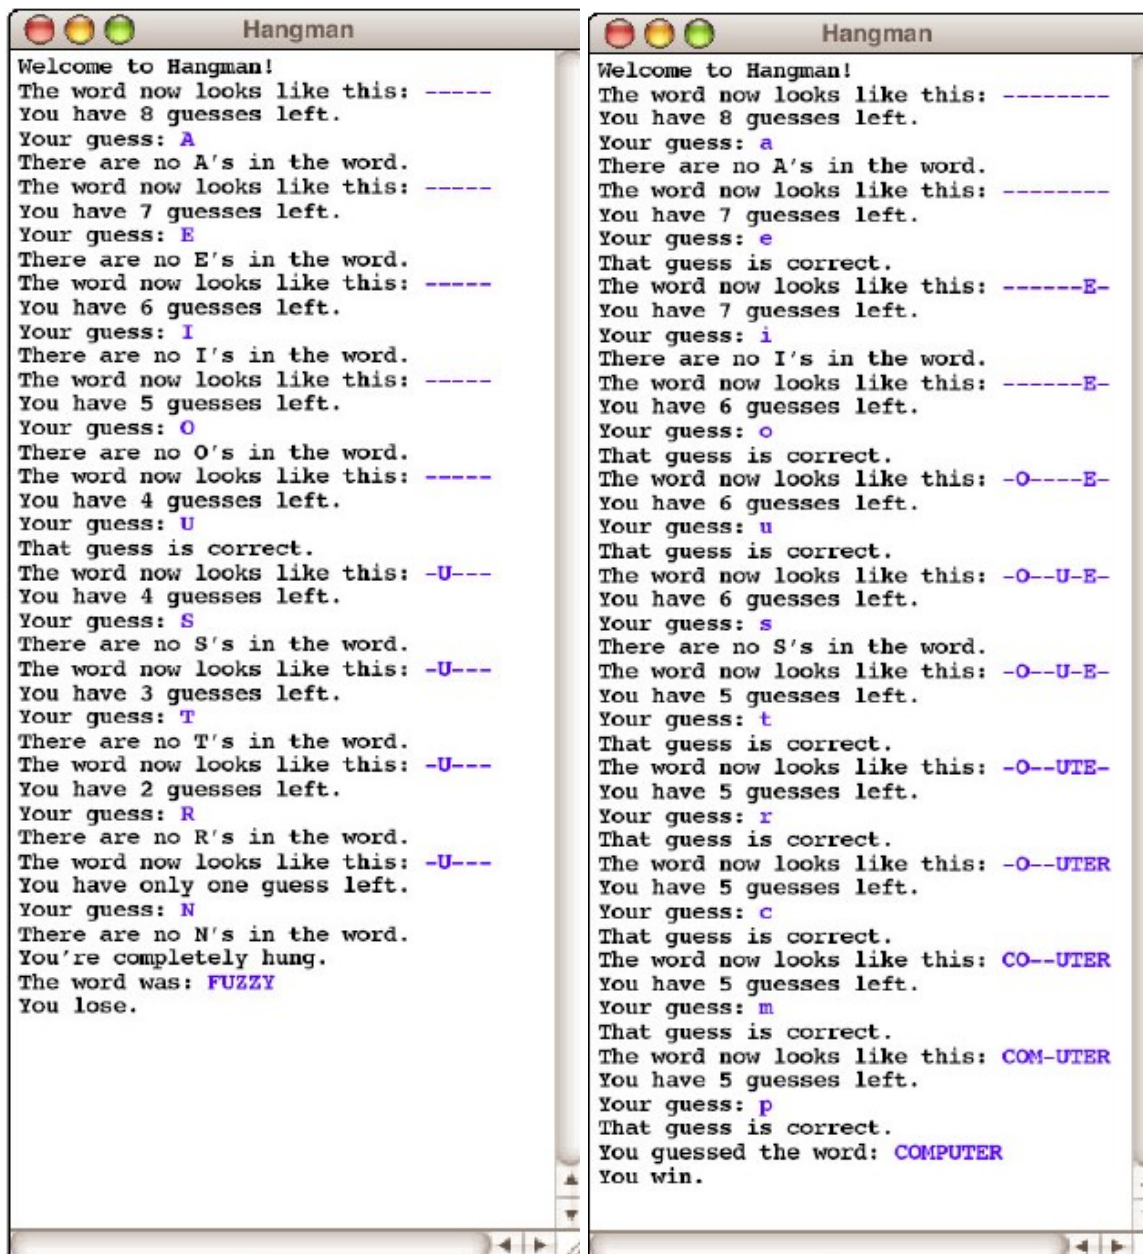 Hangman
Welcome to Hangman!
The word now looks like this: -----
You have 8 guesses left.
Your guess: A
There are no A's in the word.
The word now looks like this: -----
You have 7 guesses left.
Your guess: E
There are no E's in the word.
The word now looks like this: -----
You have 6 guesses left.
Your guess: I
There are no I's in the word.
The word now looks like this: -----
You have 5 guesses left.
Your guess: O
There are no O's in the word.
The word now looks like this: -----
You have 4 guesses left.
Your guess: U
That guess is correct.
The word now looks like this: -U---
You have 4 guesses left.
Your guess: S
There are no S's in the word.
The word now looks like this: -U---
You have 3 guesses left.
Your guess: T
There are no T's in the word.
The word now looks like this: -U---
You have 2 guesses left.
Your guess: R
There are no R's in the word.
The word now looks like this: -U---
You have only one guess left.
Your guess: N
There are no N's in the word.
You're completely hung.
The word was: FUZZY
You lose.
Hangman
Welcome to Hangman!
The word now looks like this: --------
You have 8 guesses left.
Your guess: a
There are no A's in the word.
The word now looks like this: --------
You have 7 guesses left.
Your guess: e
That guess is correct.
The word now looks like this: ------E-
You have 7 guesses left.
Your guess: i
There are no I's in the word.
The word now looks like this: ------E-
You have 6 guesses left.
Your guess: o
That guess is correct.
The word now looks like this: -O----E-
You have 6 guesses left.
Your guess: u
That guess is correct.
The word now looks like this: -O--U-E-
You have 6 guesses left.
Your guess: s
There are no S's in the word.
The word now looks like this: -O--U-E-
You have 5 guesses left.
Your guess: t
That guess is correct.
The word now looks like this: -O--UTE-
You have 5 guesses left.
Your guess: r
That guess is correct.
The word now looks like this: -O--UTER
You have 5 guesses left.
Your guess: c
That guess is correct.
The word now looks like this: CO--UTER
You have 5 guesses left.
Your guess: m
That guess is correct.
The word now looks like this: COM-UTER
You have 5 guesses left.
Your guess: p
That guess is correct.
You guessed the word: COMPUTER
You win.